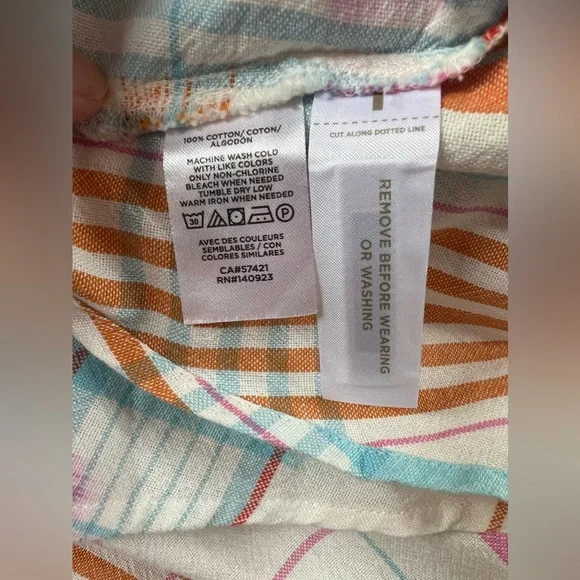 100% COTTON/ COTON/
ALGODÓN
MACHINE WASH COLD
WITH LIKE COLORS
ONLY NON-CHLORINE
BLEACH WHEN NEEDED
TUMBLE DRY LOW
WARM IRON WHEN NEEDED
30 P
AVEC DES COULEURS
SEMBLABLES / CON
COLORES SIMILARES
CA#57421
RN#140923
CUT ALONG DOTTED LINE
REMOVE BEFORE WEARING
OR WASHING